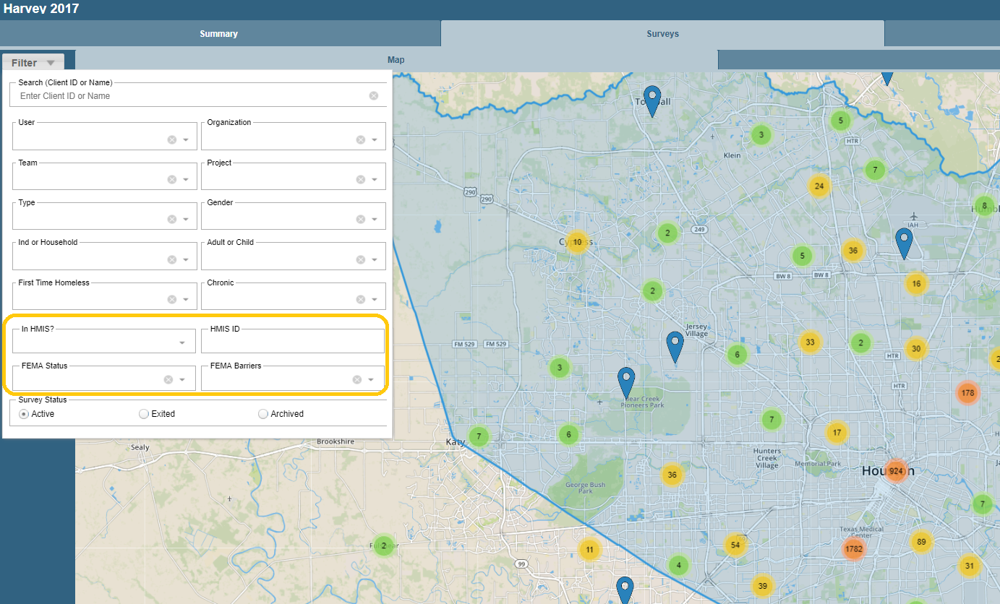 Harvey 2017
Summary
Surveys
Filter
Map
Search (Client ID or Name)
Enter Client ID or Name
User
Organization
Team
Project
Type
Gender
Ind or Household
Adult or Child
First Time Homeless
Chronic
In HMIS?
HMIS ID
FEMA Status
FEMA Barriers
Survey Status
Active
Exited
Archived
5
3
HTR
Klein
7
24
290
290
8
IAH
2
249
10
36
5
BW 8
BW 8
16
2
Jersey
Village
33
2
30
FM 529
FM 529
6
HTR
3
HTR
178
Bear Creek
Pioneers Park
7
17
7
6
Brookshire
Katy
Sealy
Hunters
Creek
Village
Memorial Park
924
36
George Bush
Park
7
Texas Medical
Center
89
2
54
11
1782
99
4
31
39